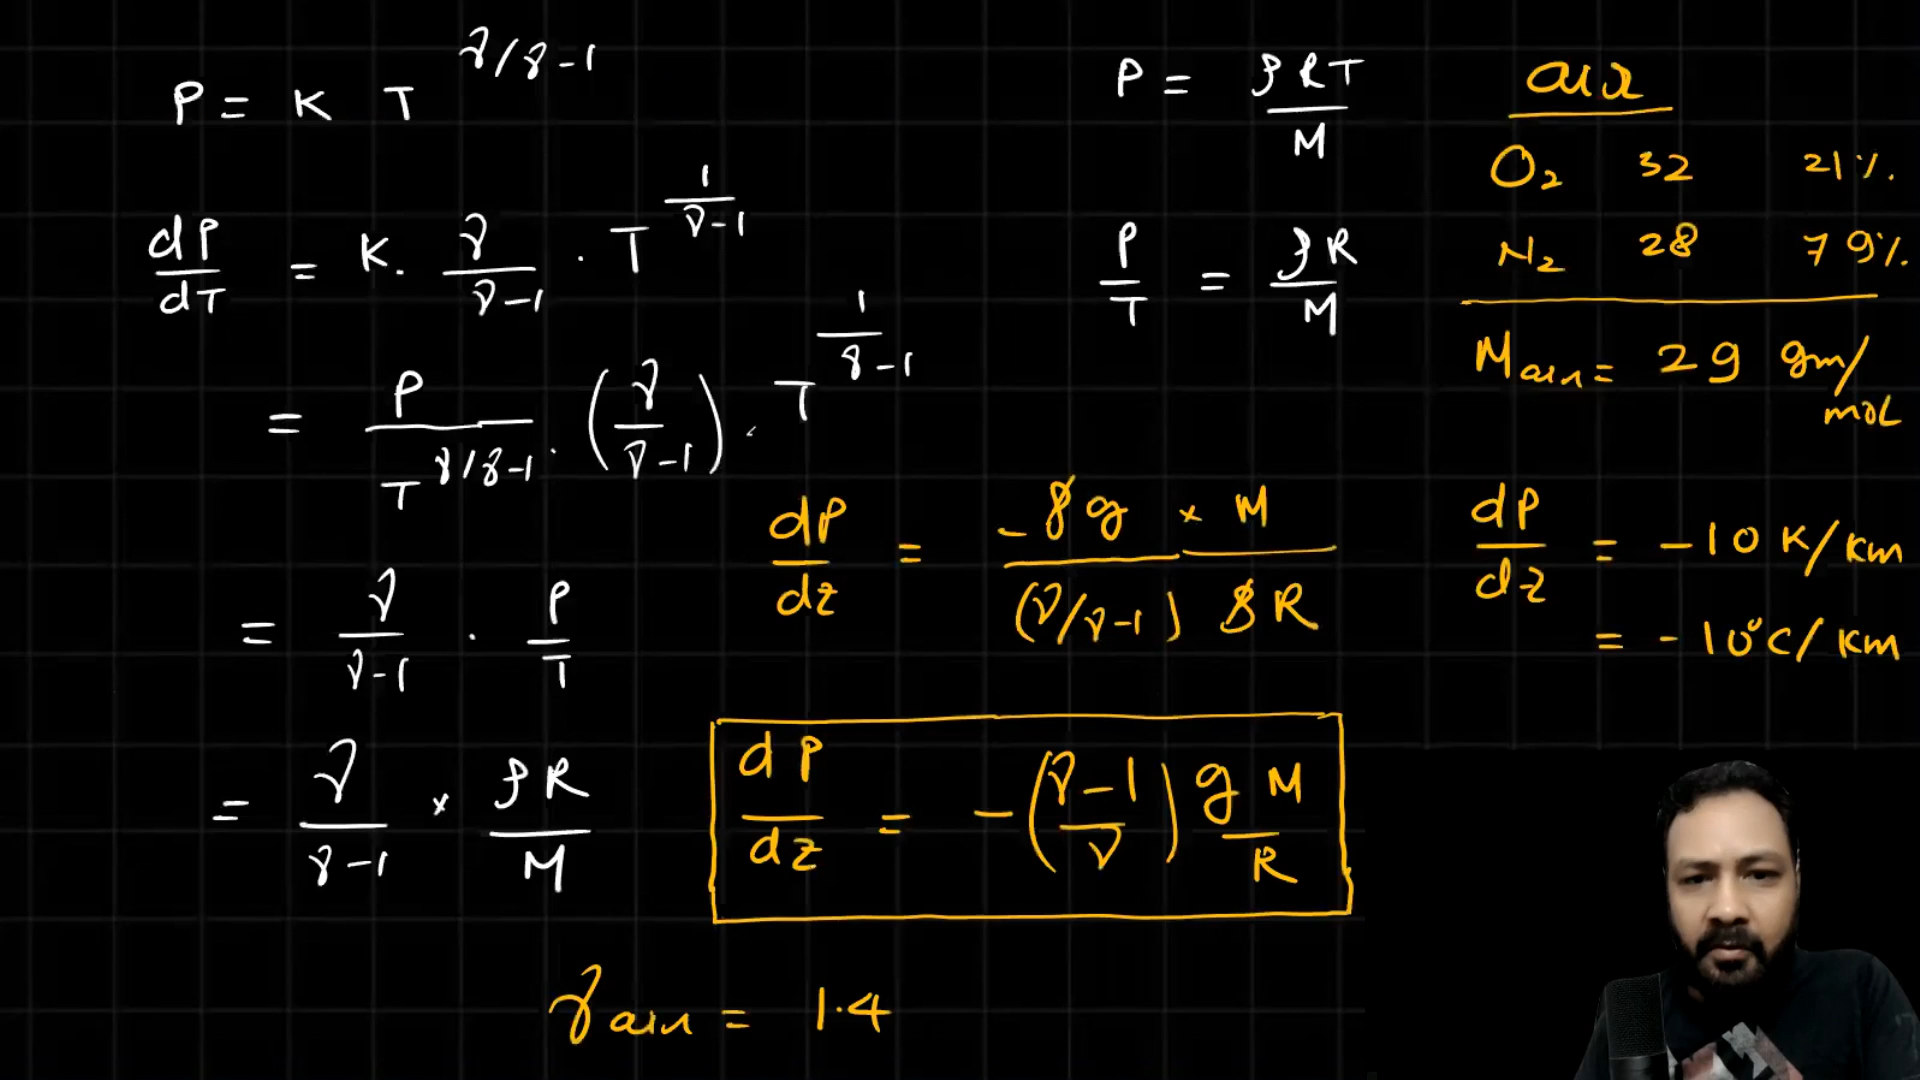 P = K T^γ/γ-1
dP/dT = K. γ/γ-1 . T^1/γ-1
= P/T^γ/γ-1 . (γ/γ-1) . T^1/γ-1
= γ/γ-1 . P/T
= γ/γ-1 × ρR/M
P = ρRT/M
P/T = ρR/M
air
O₂ 32 21%.
N₂ 28 79%.
Mair = 29 gm/mol
dP/dz = -ρg/(γ/γ-1) × M/ρR
dP/dz = -10 K/km
= -10°C/km
dP/dz = -(γ-1/γ) gM/R
γair = 1.4